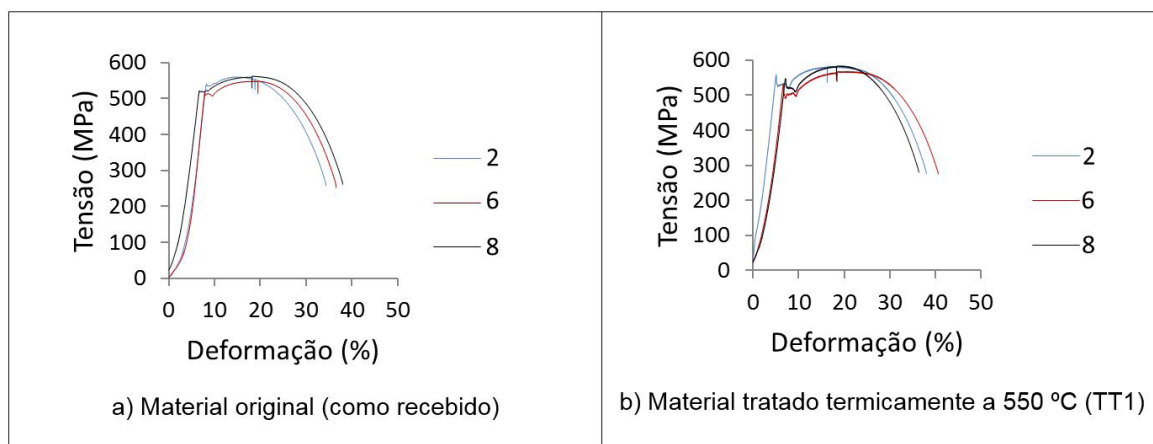 600
500
400
300
200
100
0
Tensão (MPa)
0 10 20 30 40 50
Deformação (%)
2
6
8
a) Material original (como recebido)
600
500
400
300
200
100
0
Tensão (MPa)
0 10 20 30 40 50
Deformação (%)
2
6
8
b) Material tratado termicamente a 550 ºC (TT1)